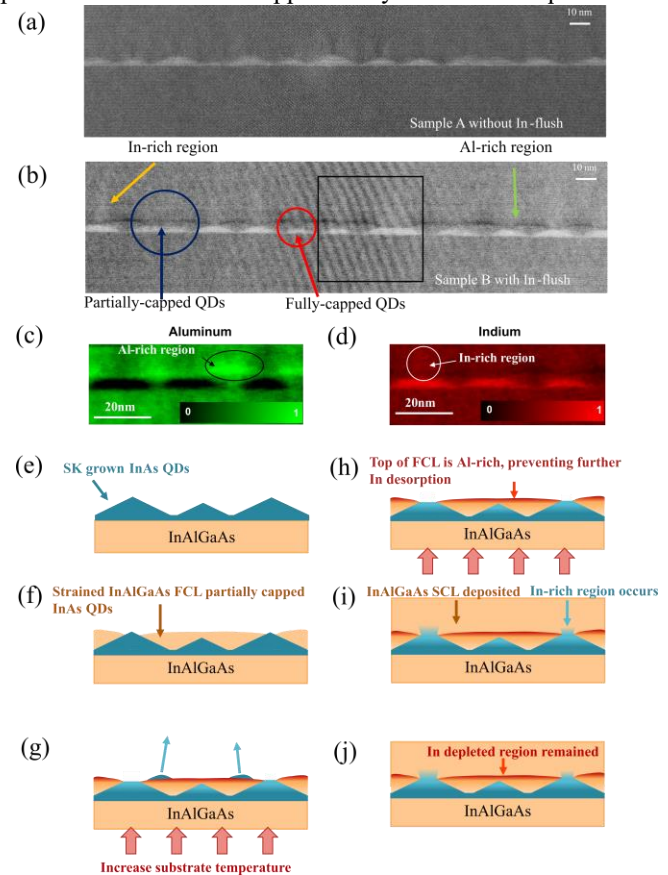 (a)
10 nm
Sample A without In-flush
In-rich region
Al-rich region
(b)
10nm
Sample B with In-flush
Partially-capped QDs
Fully-capped QDs
(c)
Aluminum
Al-rich region
20nm
0
1
(d)
Indium
In-rich region
20nm
0
1
(e)
SK grown InAs QDs
InAlGaAs
(h)
Top of FCL is Al-rich, preventing further
In desorption
InAlGaAs
(f)
Strained InAlGaAs FCL partially capped
InAs QDs
InAlGaAs
(i)
InAlGaAs SCL deposited
In-rich region occurs
InAlGaAs
(g)
InAlGaAs
Increase substrate temperature
(j)
In depleted region remained
InAlGaAs